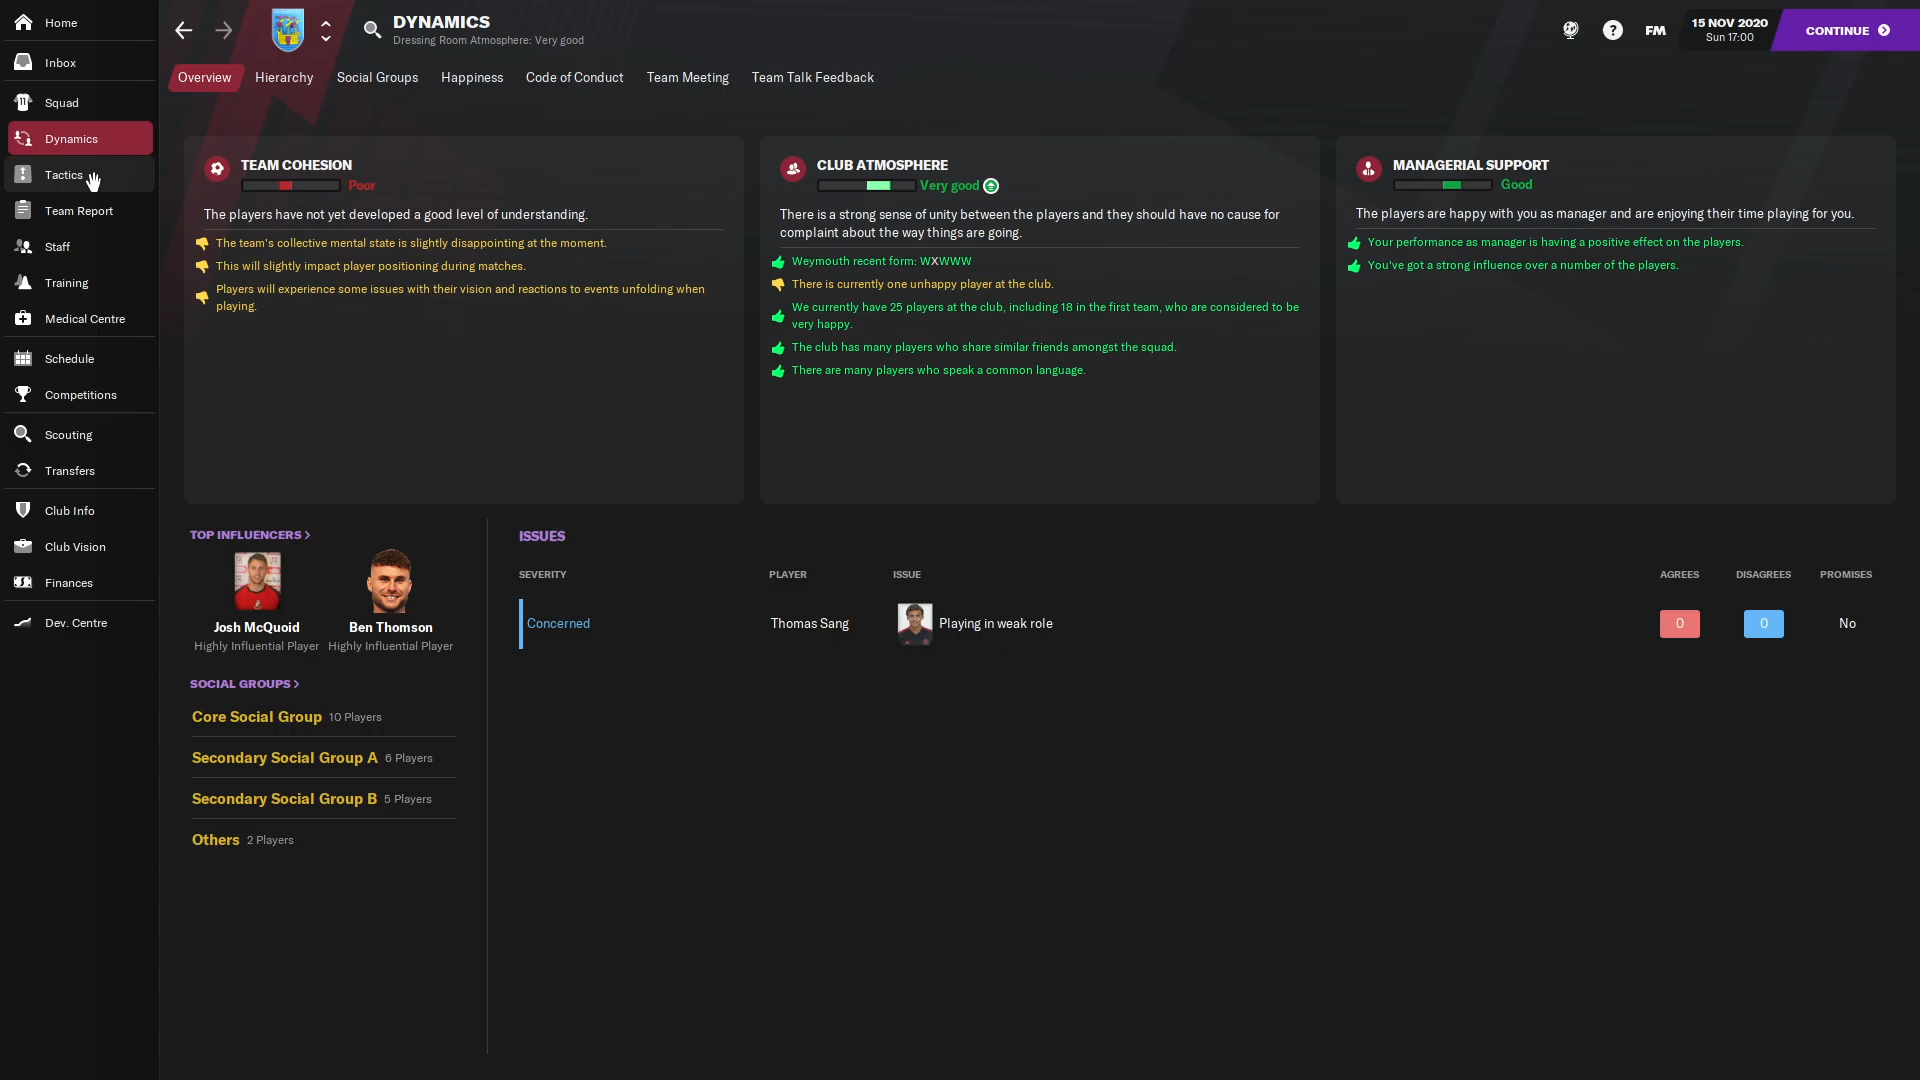 Home
Inbox
Squad
Dynamics
Tactics
Team Report
Staff
Training
Medical Centre
Schedule
Competitions
Scouting
Transfers
Club Info
Club Vision
Finances
Dev. Centre
DYNAMICS
Dressing Room Atmosphere: Very good
?
FM
15 NOV 2020
Sun 17:00
CONTINUE
Overview Hierarchy Social Groups Happiness Code of Conduct Team Meeting Team Talk Feedback
TEAM COHESION
Poor
The players have not yet developed a good level of understanding.
The team's collective mental state is slightly disappointing at the moment.
This will slightly impact player positioning during matches.
Players will experience some issues with their vision and reactions to events unfolding when
playing.
CLUB ATMOSPHERE
Very good
There is a strong sense of unity between the players and they should have no cause for
complaint about the way things are going.
Weymouth recent form: WXWWW
There is currently one unhappy player at the club.
We currently have 25 players at the club, including 18 in the first team, who are considered to be
very happy.
The club has many players who share similar friends amongst the squad.
There are many players who speak a common language.
MANAGERIAL SUPPORT
Good
The players are happy with you as manager and are enjoying their time playing for you.
Your performance as manager is having a positive effect on the players.
You've got a strong influence over a number of the players.
TOP INFLUENCERS >
Josh McQuoid
Highly Influential Player
Ben Thomson
Highly Influential Player
SOCIAL GROUPS >
Core Social Group 10 Players
Secondary Social Group A 6 Players
Secondary Social Group B 5 Players
Others 2 Players
ISSUES
SEVERITY PLAYER ISSUE AGREES DISAGREES PROMISES
Concerned Thomas Sang Playing in weak role 0 0 No